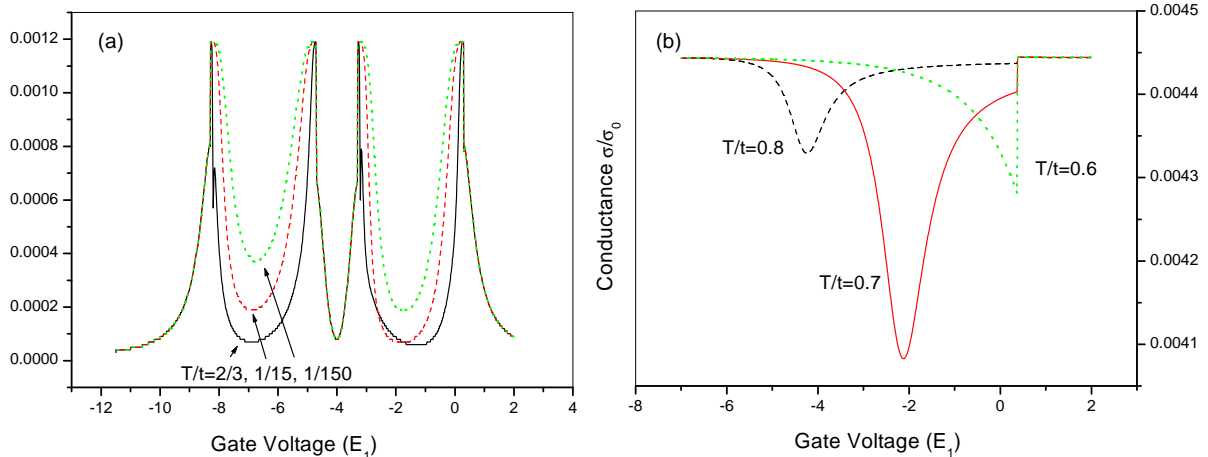 (a)
0.0012
0.0010
0.0008
0.0006
0.0004
0.0002
0.0000
T/t=2/3, 1/15, 1/150
-12 -10 -8 -6 -4 -2 0 2 4
Gate Voltage (E1)
(b)
0.0045
0.0044
0.0043
0.0042
0.0041
Conductance σ/σ0
T/t=0.8
T/t=0.6
T/t=0.7
-8 -6 -4 -2 0 2
Gate Voltage (E1)